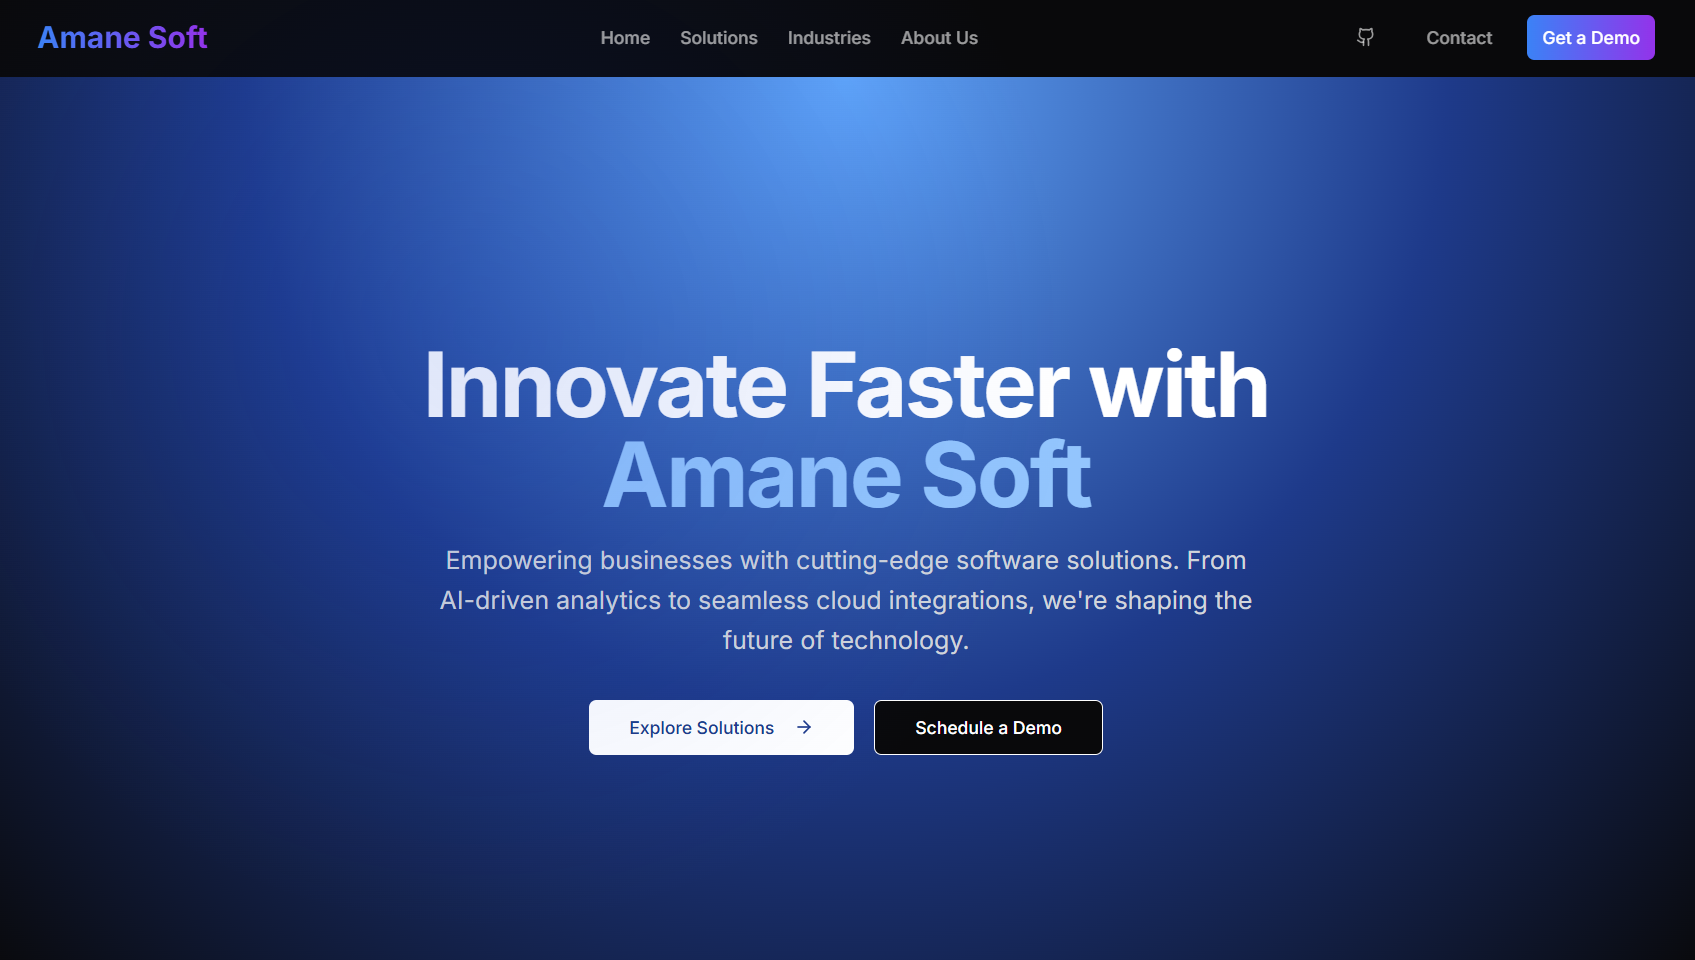 Amane Soft
Home
Solutions
Industries
About Us
Contact
Get a Demo
Innovate Faster with
Amane Soft
Empowering businesses with cutting-edge software solutions. From
AI-driven analytics to seamless cloud integrations, we're shaping the
future of technology.
Explore Solutions
Schedule a Demo